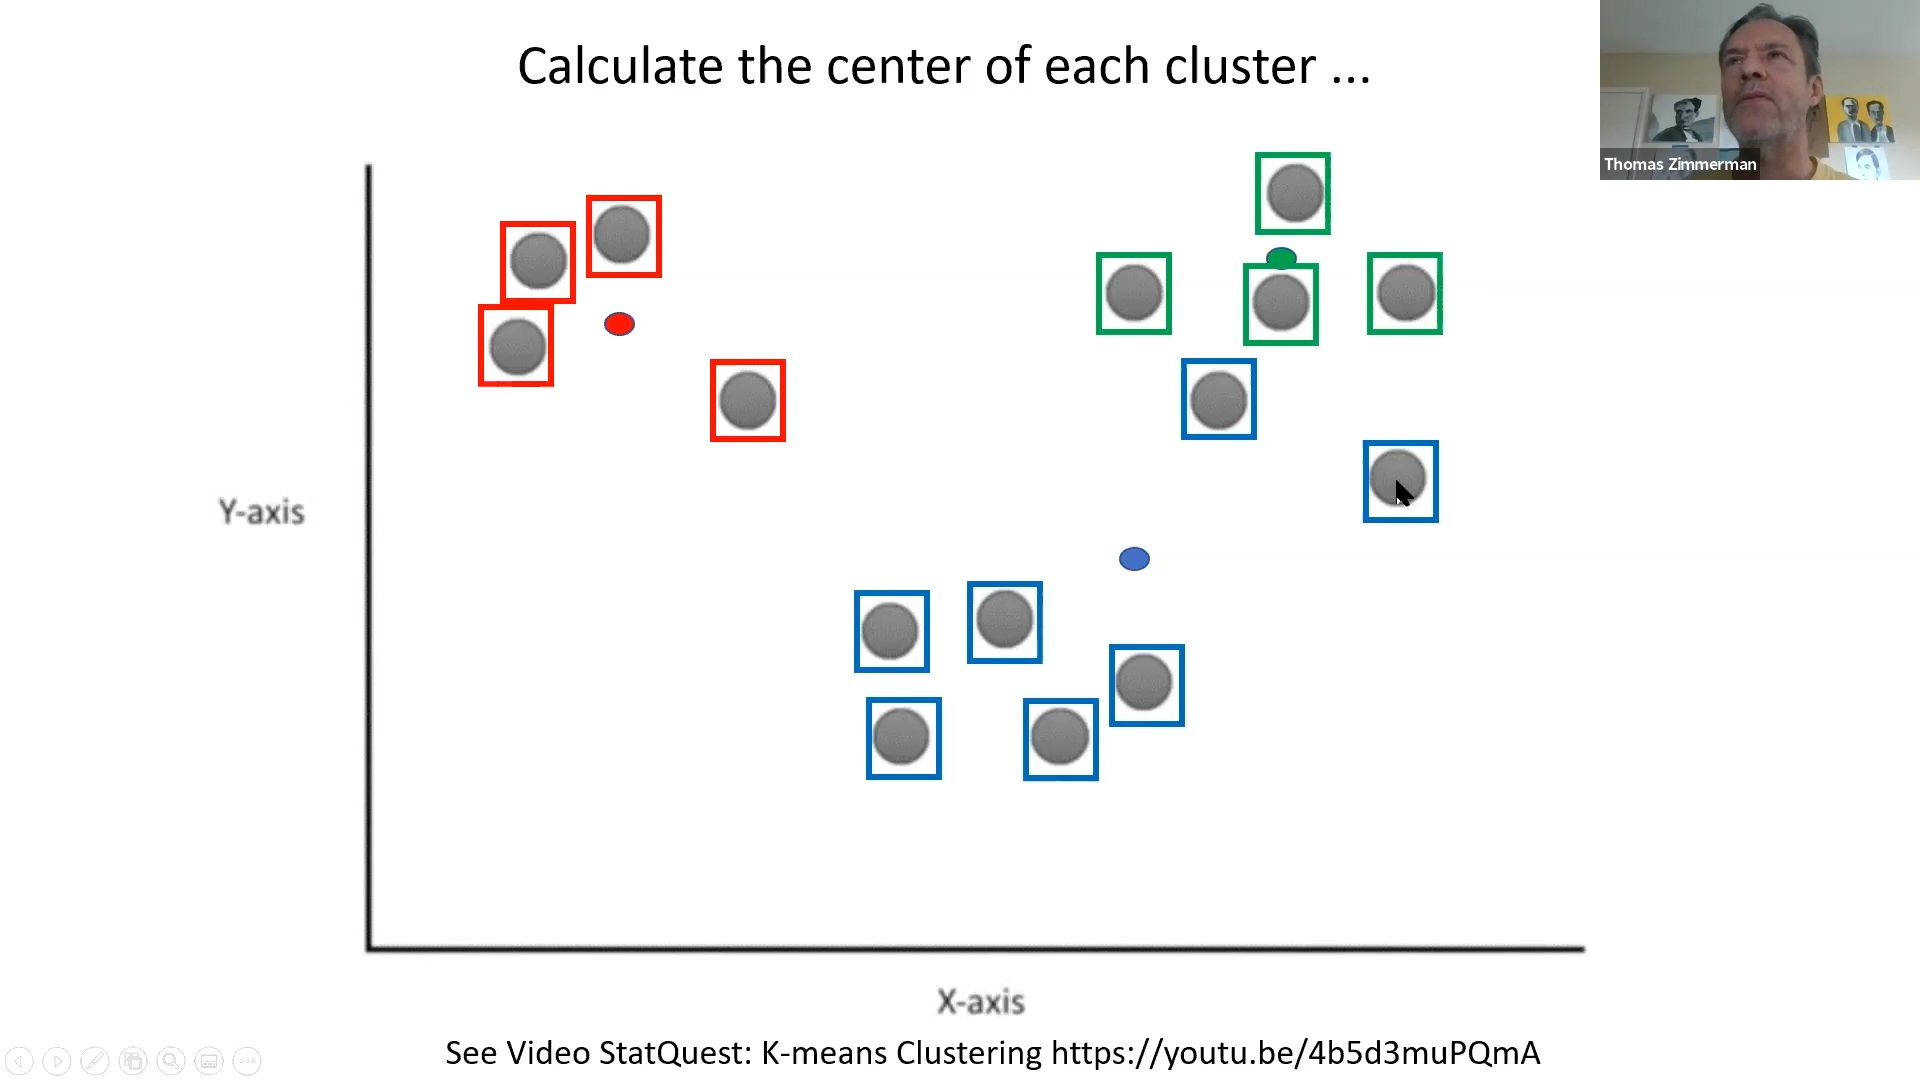 Calculate the center of each cluster ...
Thomas Zimmerman
Y-axis
X-axis
See Video StatQuest: K-means Clustering https://youtu.be/4b5d3muPQmA